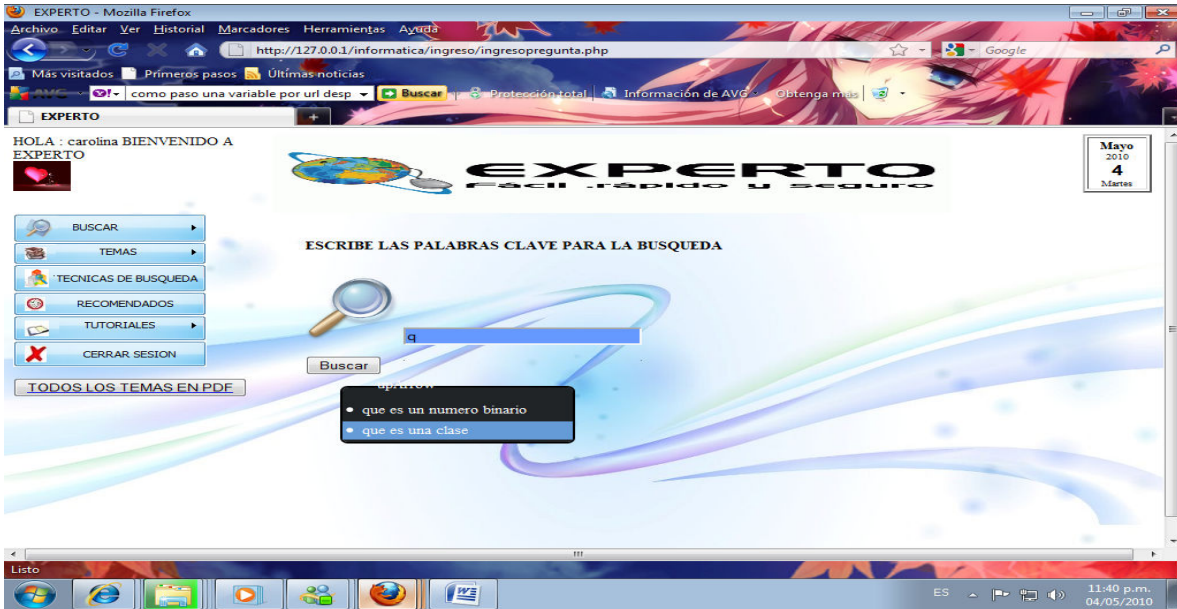 EXPERTO - Mozilla Firefox
Archivo Editar Ver Historial Marcadores Herramientas Ayuda
http://127.0.0.1/informatica/ingreso/ingresopregunta.php
Google
Más visitados Primeros pasos Últimas noticias
AVG Y!- como paso una variable por url desp Buscar Protección total Información de AVG Obtenga más
EXPERTO
HOLA : carolina BIENVENIDO A
EXPERTO
EXPERTO
Fácil ,rápido y seguro
Mayo
2010
4
Martes
BUSCAR
TEMAS
TECNICAS DE BUSQUEDA
RECOMENDADOS
TUTORIALES
CERRAR SESION
TODOS LOS TEMAS EN PDF
ESCRIBE LAS PALABRAS CLAVE PARA LA BUSQUEDA
q
Buscar
upArrow
que es un numero binario
que es una clase
Listo
ES
11:40 p.m.
04/05/2010